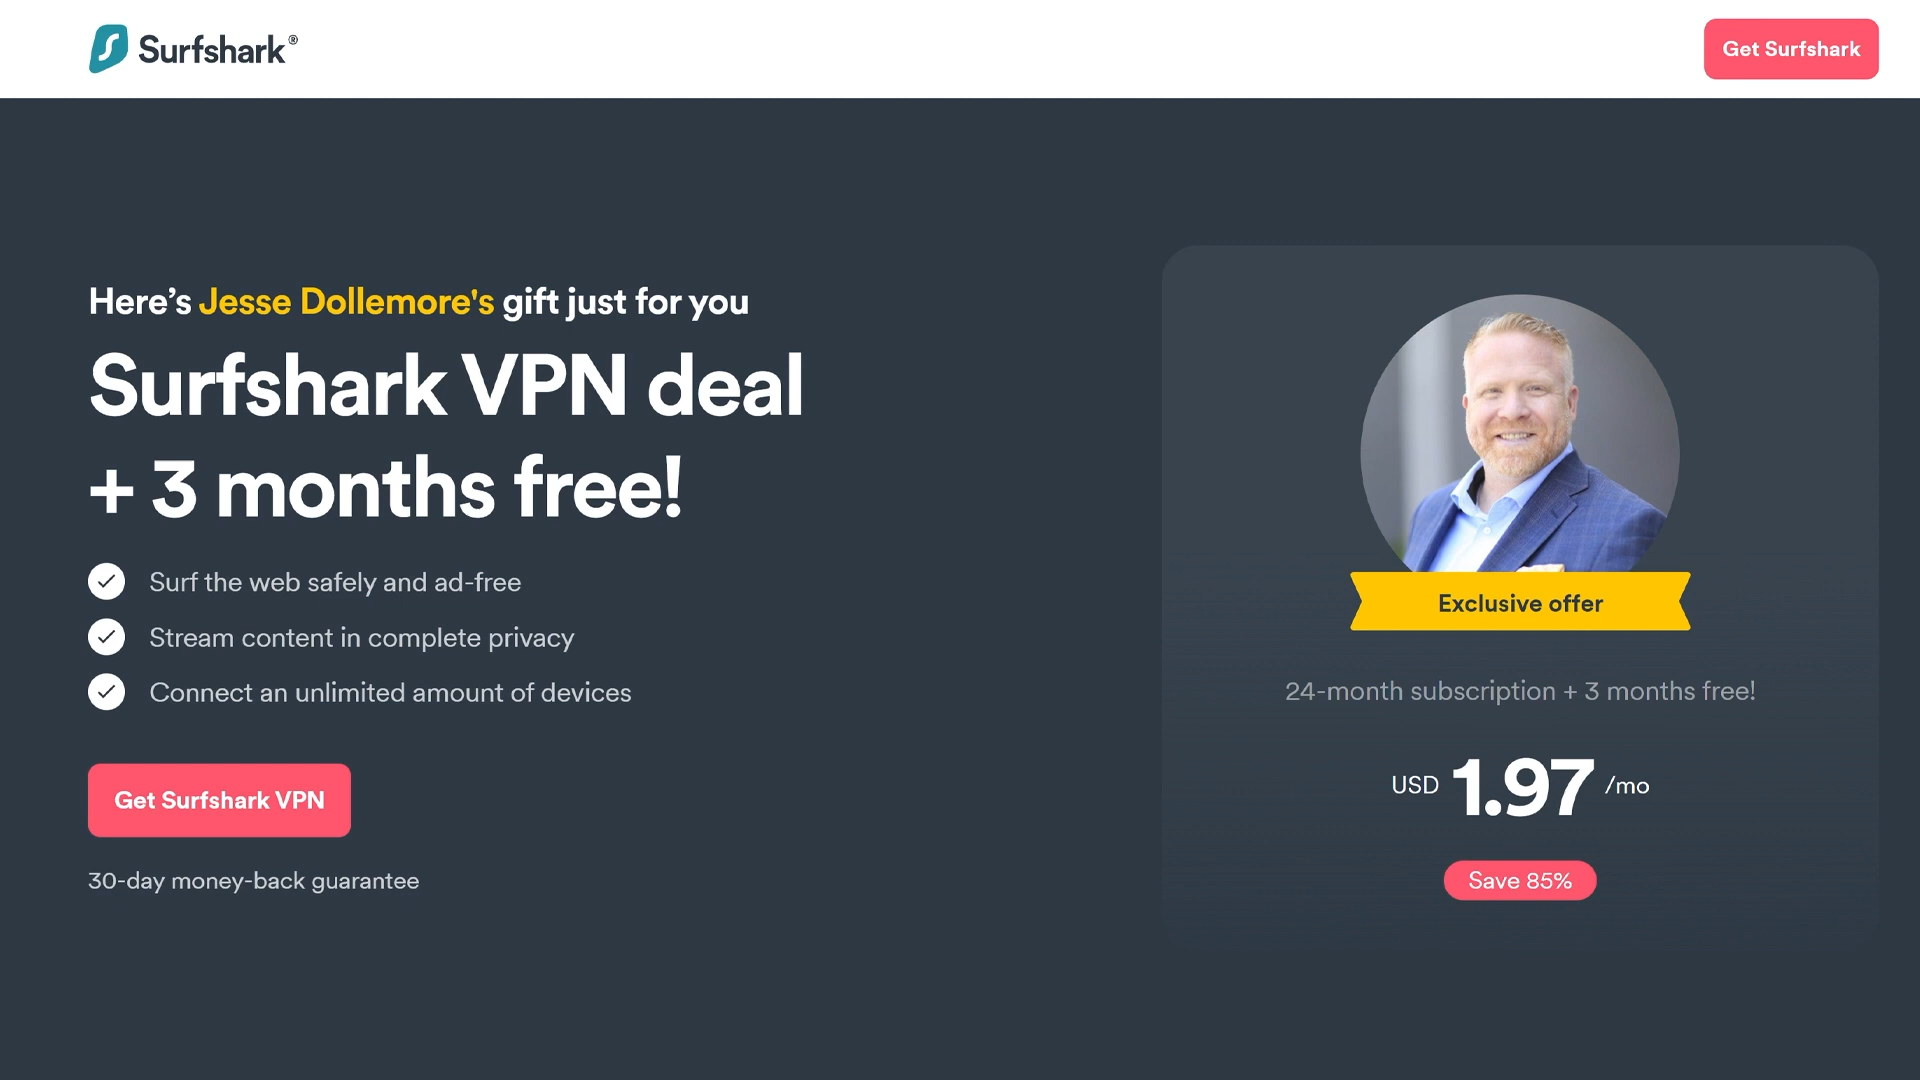 Surfshark®
Get Surfshark
Here’s Jesse Dollemore's gift just for you
Surfshark VPN deal
+ 3 months free!
Surf the web safely and ad-free
Stream content in complete privacy
Connect an unlimited amount of devices
Get Surfshark VPN
30-day money-back guarantee
Exclusive offer
24-month subscription + 3 months free!
USD 1.97 /mo
Save 85%